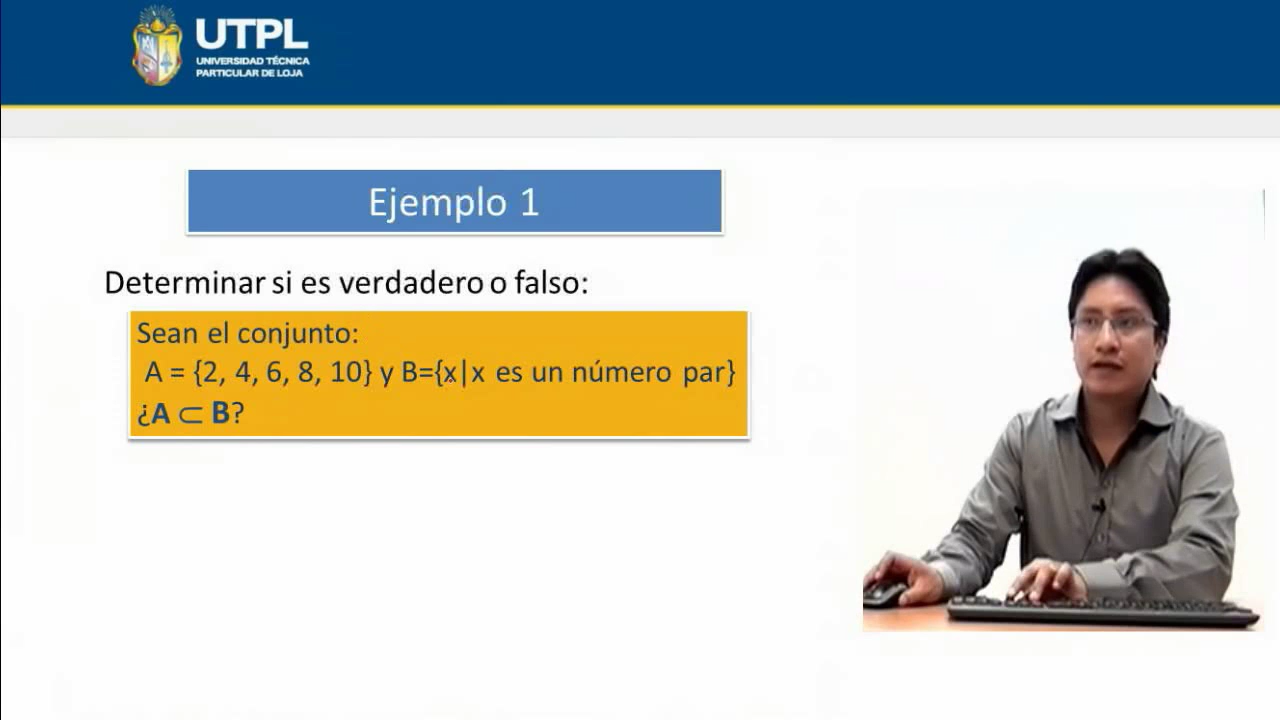 UTPL
UNIVERSIDAD TÉCNICA
PARTICULAR DE LOJA
Ejemplo 1
Determinar si es verdadero o falso:
Sean el conjunto:
A = {2, 4, 6, 8, 10} y B={x|x es un número par}
¿A ⊂ B?